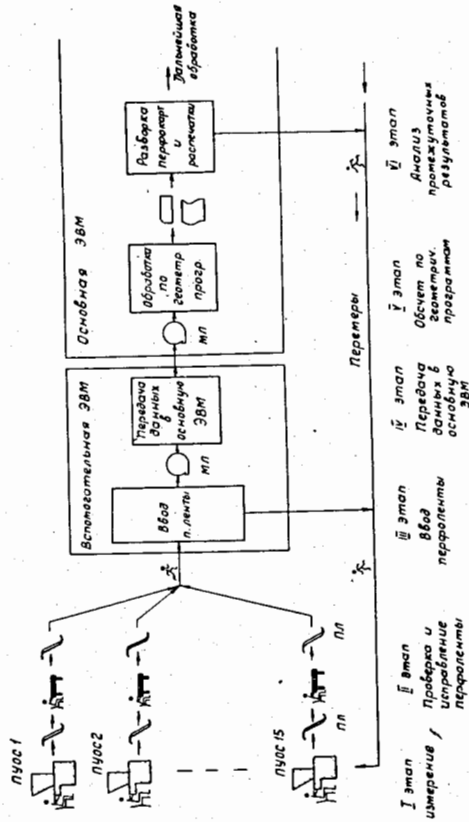 ПУОС 1
ПУОС 2
ПУОС 15
ПЛ
ПЛ
Вспомогательная ЭВМ
Ввод
п. ленты
МЛ
Передача
данных
в
основную
ЭВМ
Основная ЭВМ
МЛ
Обработка
по
геометр
прогр.
Разборка
перфокарт
и
распечатки
Дальнейшая
обработка
Перемеры
I этап
измерение
II этап
Проверка и
исправление
перфоленты
III этап
Ввод
перфоленты
IV этап
Передача
данных в
основную
ЭВМ
V этап
Обсчет по
геометрич.
программам
VI этап
Анализ
промежуточных
результатов